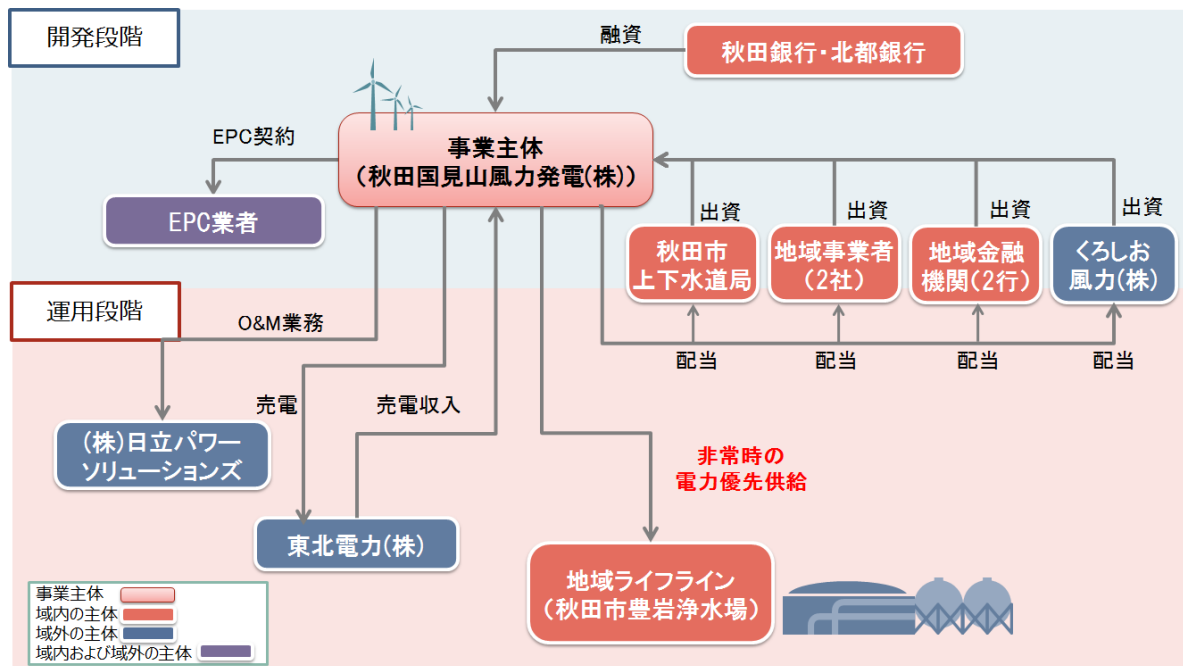 開発段階
融資
秋田銀行・北都銀行
EPC契約
事業主体
（秋田国見山風力発電(株)）
EPC業者
出資
出資
出資
出資
秋田市
上下水道局
地域事業者
（2社）
地域金融
機関(2行)
くろしお
風力(株)
運用段階
O&M業務
配当
配当
配当
配当
売電
売電収入
(株)日立パワー
ソリューションズ
非常時の
電力優先供給
東北電力(株)
地域ライフライン
（秋田市豊岩浄水場）
事業主体
域内の主体
域外の主体
域内および域外の主体